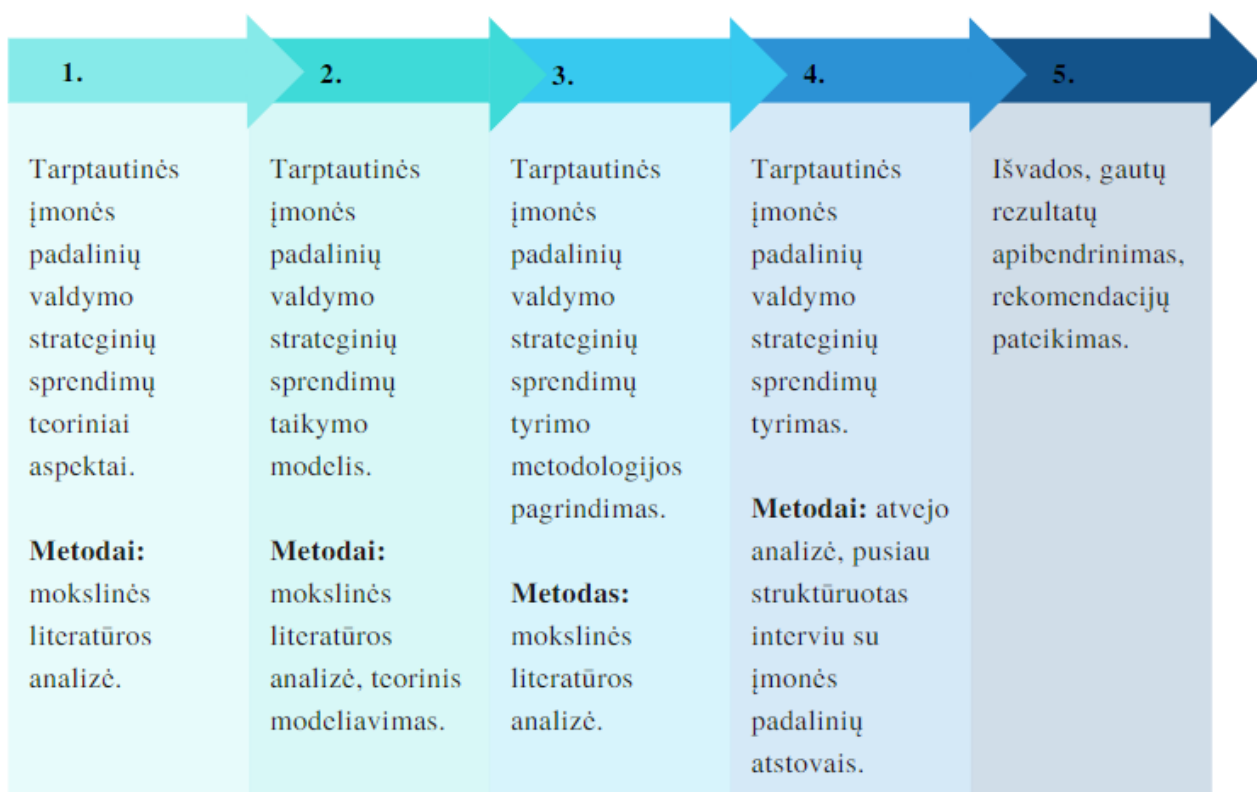 1.
Tarptautinės
įmonės
padalinių
valdymo
strateginių
sprendimų
teoriniai
aspektai.
Metodai:
mokslinės
literatūros
analizė.
2.
Tarptautinės
įmonės
padalinių
valdymo
strateginių
sprendimų
taikymo
modelis.
Metodai:
mokslinės
literatūros
analizė, teorinis
modeliavimas.
3.
Tarptautinės
įmonės
padalinių
valdymo
strateginių
sprendimų
tyrimo
metodologijos
pagrindimas.
Metodas:
mokslinės
literatūros
analizė.
4.
Tarptautinės
įmonės
padalinių
valdymo
strateginių
sprendimų
tyrimas.
Metodai: atvejo
analizė, pusiau
struktūruotas
interviu su
įmonės
padalinių
atstovais.
5.
Išvados, gautų
rezultatų
apibendrinimas,
rekomendacijų
pateikimas.